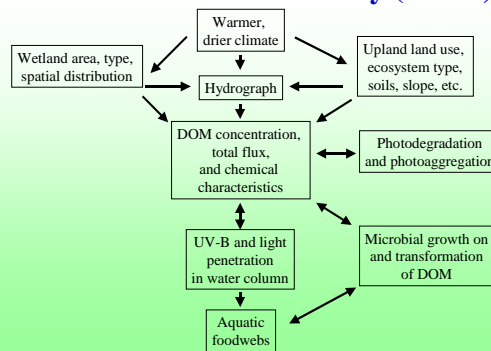 Warmer,
drier climate
Wetland area, type,
spatial distribution
Upland land use,
ecosystem type,
soils, slope, etc.
Hydrograph
DOM concentration,
total flux,
and chemical
characteristics
Photodegradation
and photoaggregation
UV-B and light
penetration
in water column
Microbial growth on
and transformation
of DOM
Aquatic
foodwebs